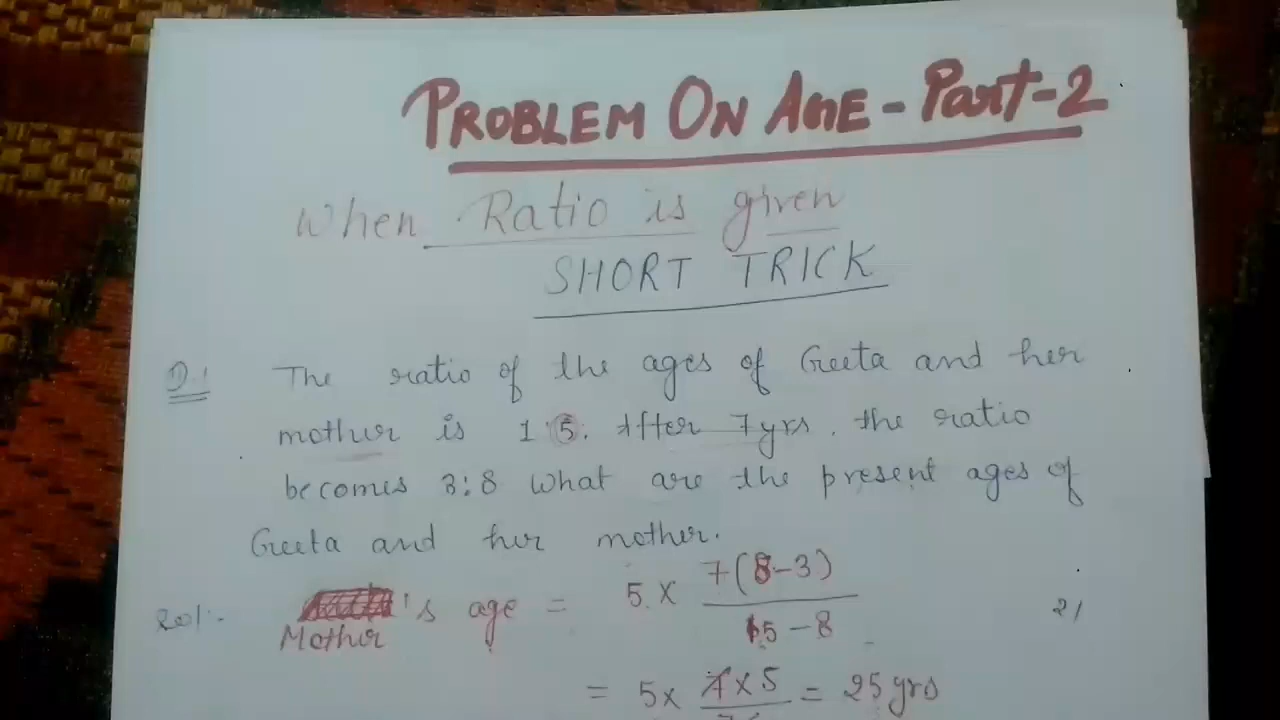 PROBLEM ON AGE - Part-2
When Ratio is given
SHORT TRICK
Q: The ratio of the ages of Geeta and her
mother is 1:5. After 7yrs. the ratio
becomes 3:8 what are the present ages of
Geeta and her mother.
Sol:- 's age = 5 x 7(8-3)
Mother
15-8
21
= 5x 7x5 = 25 yrs